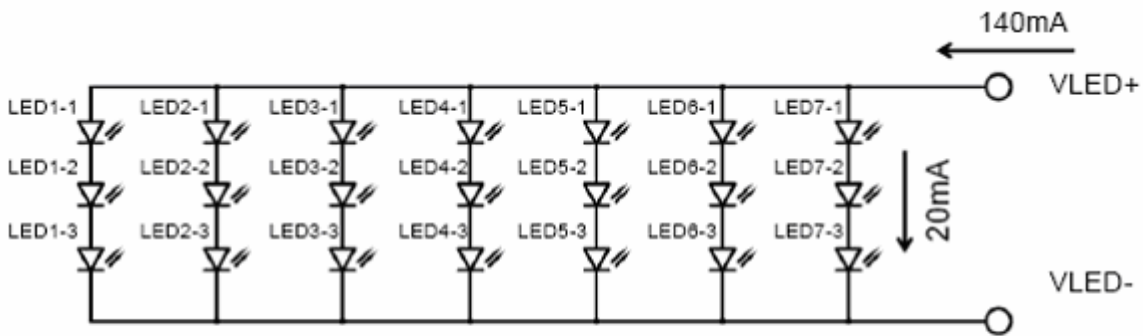 140mA
VLED+
LED1-1 LED2-1 LED3-1 LED4-1 LED5-1 LED6-1 LED7-1
LED1-2 LED2-2 LED3-2 LED4-2 LED5-2 LED6-2 LED7-2
20mA
LED1-3 LED2-3 LED3-3 LED4-3 LED5-3 LED6-3 LED7-3
VLED-